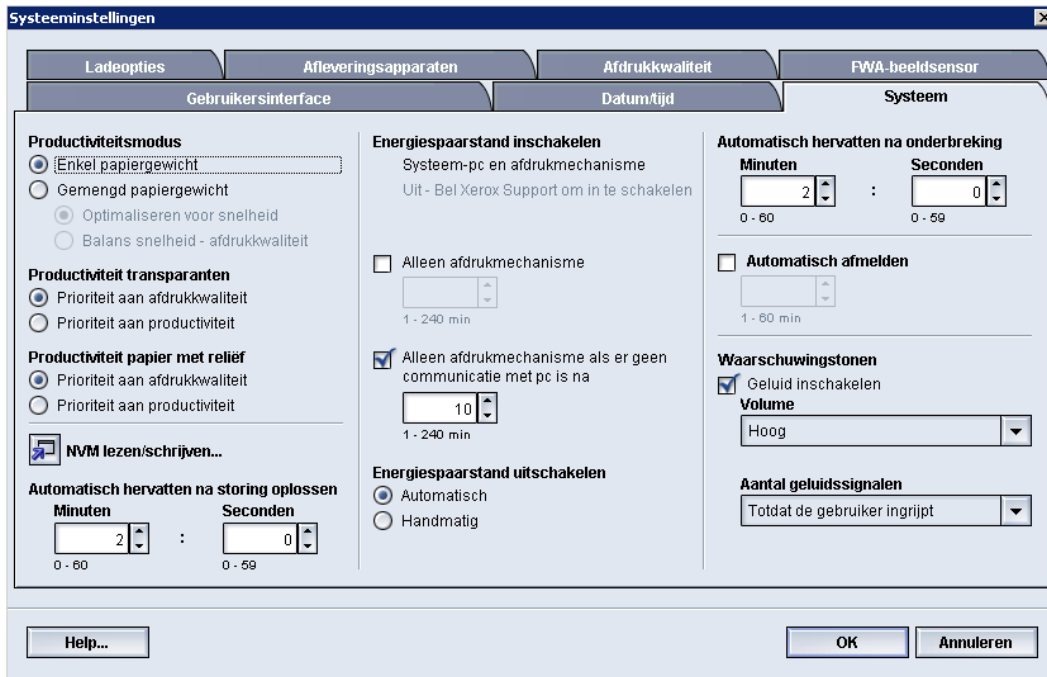 Systeeminstellingen
Ladeopties
Afleveringsapparaten
Afdrukkwaliteit
FWA-beeldsensor
Gebruikersinterface
Datum/tijd
Systeem
Productiviteitsmodus
Enkel papiergewicht
Gemengd papiergewicht
Optimaliseren voor snelheid
Balans snelheid - afdrukkwaliteit
Productiviteit transparanten
Prioriteit aan afdrukkwaliteit
Prioriteit aan productiviteit
Productiviteit papier met reliëf
Prioriteit aan afdrukkwaliteit
Prioriteit aan productiviteit
NVM lezen/schrijven...
Automatisch hervatten na storing oplossen
Minuten Seconden
2 : 0
0 - 60 0 - 59
Energiespaarstand inschakelen
Systeem-pc en afdrukmechanisme
Uit - Bel Xerox Support om in te schakelen
Alleen afdrukmechanisme
1 - 240 min
Alleen afdrukmechanisme als er geen
communicatie met pc is na
10
1 - 240 min
Energiespaarstand uitschakelen
Automatisch
Handmatig
Automatisch hervatten na onderbreking
Minuten Seconden
2 : 0
0 - 60 0 - 59
Automatisch afmelden
1 - 60 min
Waarschuwingstonen
Geluid inschakelen
Volume
Hoog
Aantal geluidssignalen
Totdat de gebruiker ingrijpt
Help...
OK
Annuleren